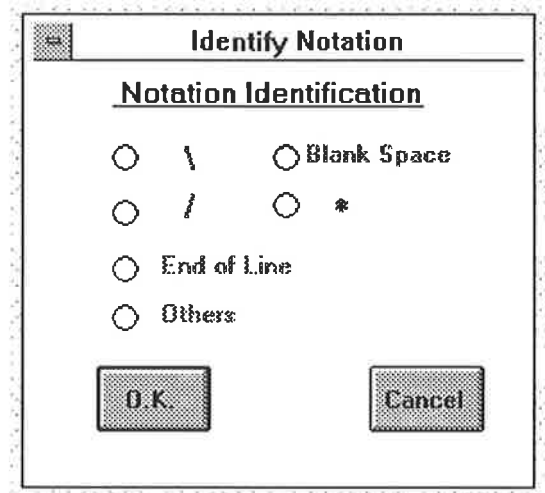 Identify Notation
Notation Identification
\ Blank Space
/ *
End of Line
Others
O.K. Cancel